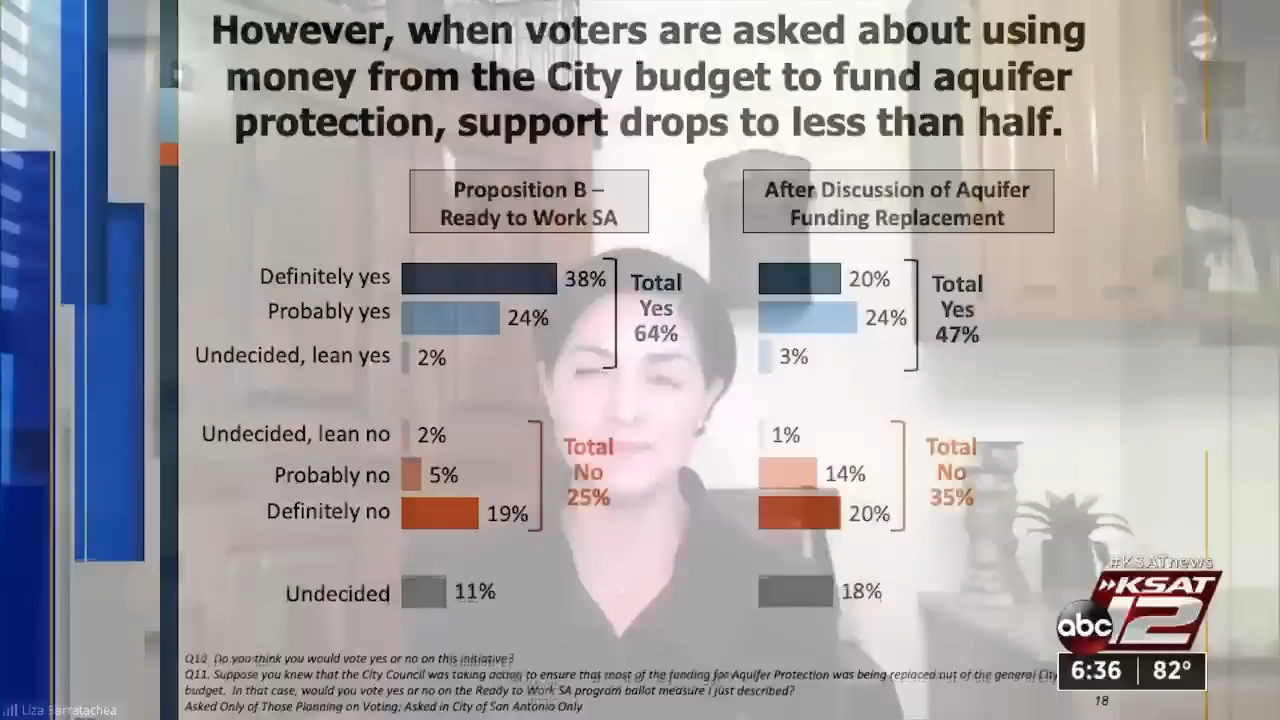 However, when voters are asked about using
money from the City budget to fund aquifer
protection, support drops to less than half.
Proposition B –
Ready to Work SA
After Discussion of Aquifer
Funding Replacement
Definitely yes 38% 20%
Probably yes 24% 24%
Undecided, lean yes 2% 3%
Total
Yes
64%
Total
Yes
47%
Undecided, lean no 2% 1%
Probably no 5% 14%
Definitely no 19% 20%
Total
No
25%
Total
No
35%
Undecided 11% 18%
Q10. Do you think you would vote yes or no on this initiative?
Q11. Suppose you knew that the City Council was taking action to ensure that most of the funding for Aquifer Protection was being replaced out of the general City
budget. In that case, would you vote yes or no on the Ready to Work SA program ballot measure I just described?
Asked Only of Those Planning on Voting; Asked in City of San Antonio Only
18
#KSATnews
KSAT
abc 12
6:36 82°
Liza Barratachea